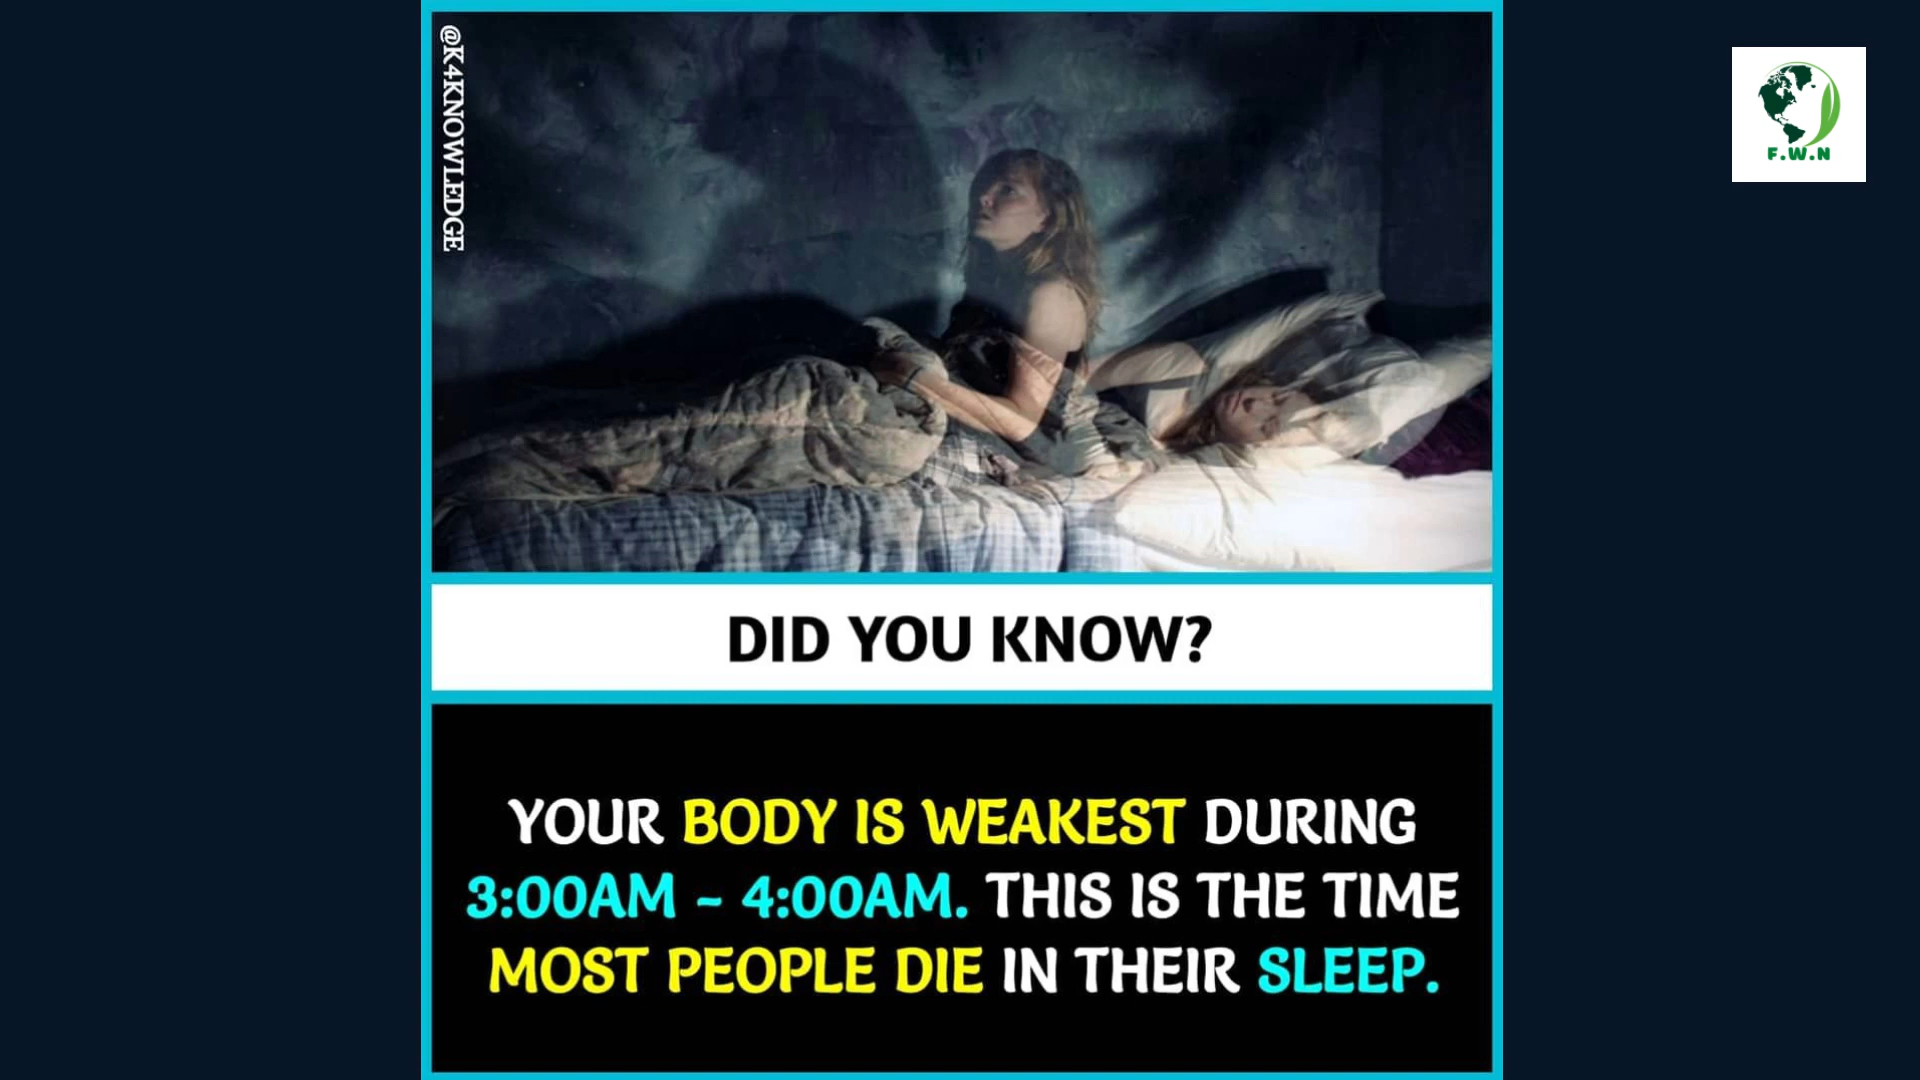 @K4KNOWLEDGE
F.W.N
DID YOU KNOW?
YOUR BODY IS WEAKEST DURING
3:00AM ~ 4:00AM. THIS IS THE TIME
MOST PEOPLE DIE IN THEIR SLEEP.